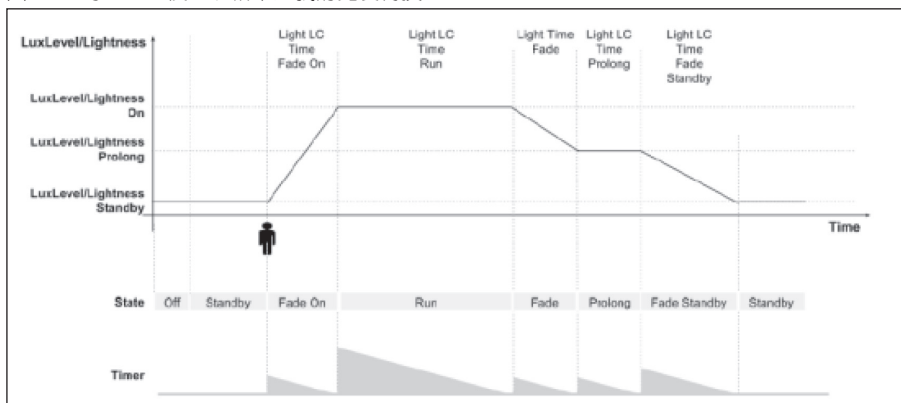 LuxLevel/Lightness
Light LC
Time
Fade On
Light LC
Time
Run
Light Time
Fade
Light LC
Time
Prolong
Light LC
Time
Fade
Standby
LuxLevel/Lightness
On
LuxLevel/Lightness
Prolong
LuxLevel/Lightness
Standby
Time
State Off Standby Fade On Run Fade Prolong Fade Standby Standby
Timer